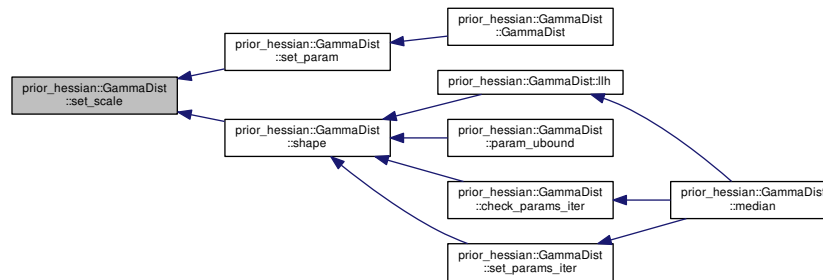 prior_hessian::GammaDist
::set_scale
prior_hessian::GammaDist
::set_param
prior_hessian::GammaDist
::GammaDist
prior_hessian::GammaDist
::shape
prior_hessian::GammaDist::llh
prior_hessian::GammaDist
::param_ubound
prior_hessian::GammaDist
::check_params_iter
prior_hessian::GammaDist
::set_params_iter
prior_hessian::GammaDist
::median